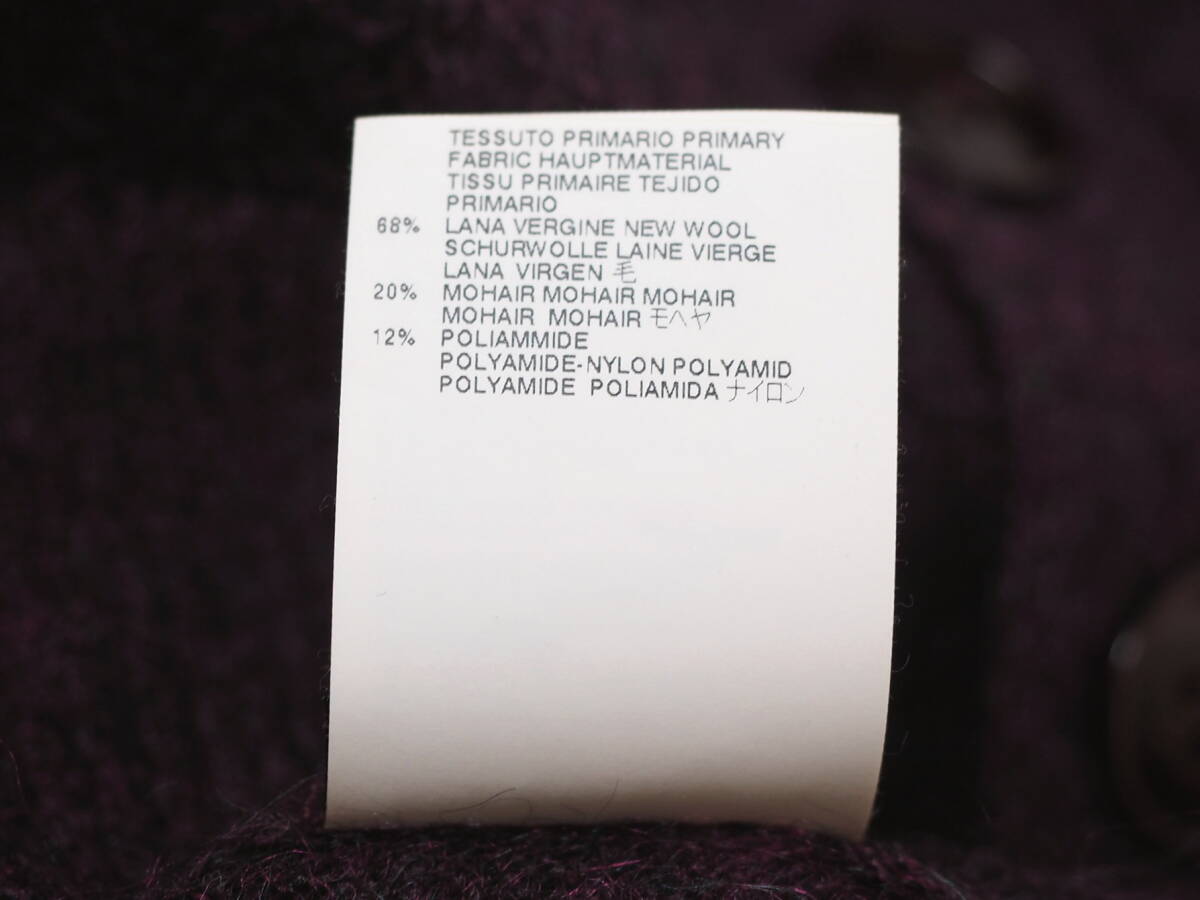 TESSUTO PRIMARIO PRIMARY
FABRIC HAUPTMATERIAL
TISSU PRIMAIRE TEJIDO
PRIMARIO
68% LANA VERGINE NEW WOOL
SCHURWOLLE LAINE VIERGE
LANA VIRGEN 毛
20% MOHAIR MOHAIR MOHAIR
MOHAIR MOHAIR モヘヤ
12% POLIAMMIDE
POLYAMIDE-NYLON POLYAMID
POLYAMIDE POLIAMIDA ナイロン